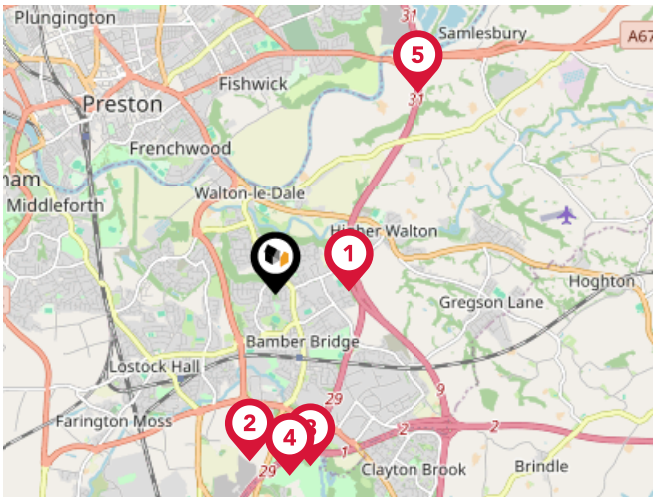 31
Plungington
Samlesbury
A67
5
Fishwick
31
Preston
Frenchwood
ham
Walton-le-Dale
Middleforth
Higher Walton
1
Hoghton
Gregson Lane
Bamber Bridge
Lostock Hall
9
29
2
Farington Moss
4
3
2
2
1
29
Clayton Brook
Brindle